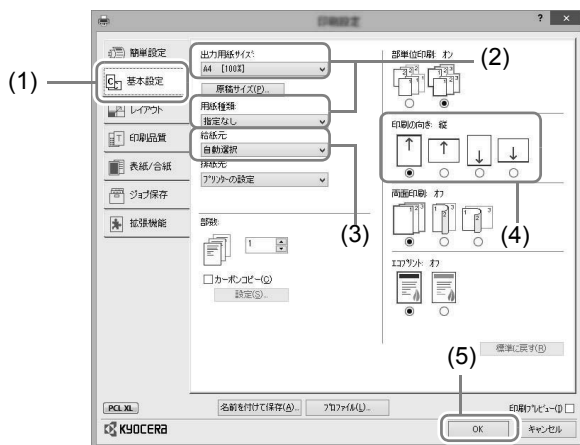 印刷設定
?
×
簡単設定
基本設定
レイアウト
印刷品質
表紙/合紙
ジョブ保存
拡張機能
出力用紙サイズ:
A4 [100%]
原稿サイズ(P)...
用紙種類:
指定なし
給紙元:
自動選択
排紙先:
プリンターの設定
部数:
1
カーボンコピー(C)
設定(S)...
部単位印刷: オン
印刷の向き: 縦
両面印刷: オフ
エコプリント: オフ
標準に戻す(R)
(1)
(2)
(3)
(4)
(5)
PCL XL
名前を付けて保存(A)...
プロファイル(L)...
印刷プレビュー(I)
KYOCERA
OK
キャンセル